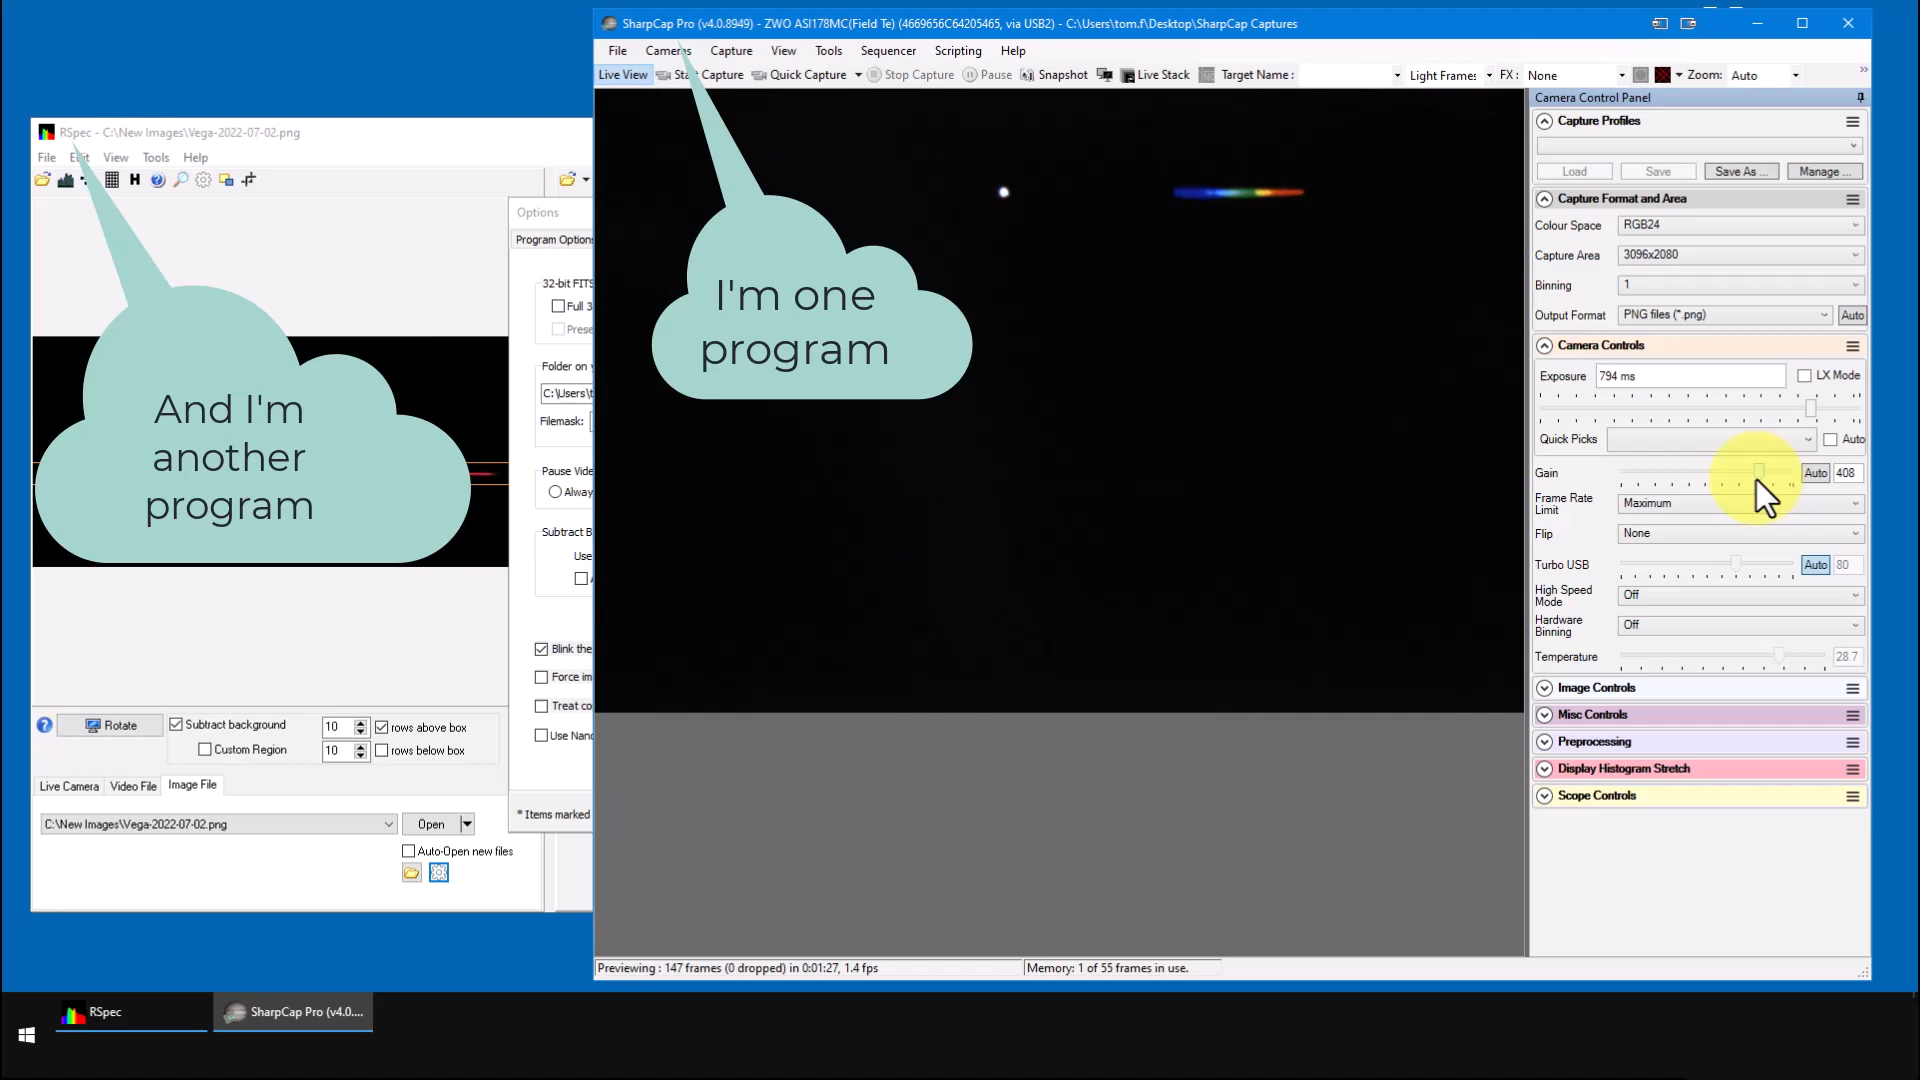 SharpCap Pro (v4.0.8949) - ZWO ASI178MC(Field Te) (4669656C64205465, via USB2) - C:\Users\tom.f\Desktop\SharpCap Captures
File Cameras Capture View Tools Sequencer Scripting Help
Live View Capture Quick Capture Stop Capture Pause Snapshot Live Stack Target Name : Light Frames FX : None Zoom: Auto
I'm one
program
Camera Control Panel
Capture Profiles
Load Save Save As ... Manage ...
Capture Format and Area
Colour Space RGB24
Capture Area 3096x2080
Binning 1
Output Format PNG files (*.png) Auto
Camera Controls
Exposure 794 ms LX Mode
Quick Picks Auto
Gain Auto 408
Frame Rate
Limit Maximum
Flip None
Turbo USB Auto 80
High Speed
Mode Off
Hardware
Binning Off
Temperature 28.7
Image Controls
Misc Controls
Preprocessing
Display Histogram Stretch
Scope Controls
Previewing : 147 frames (0 dropped) in 0:01:27, 1.4 fps Memory: 1 of 55 frames in use.
RSpec - C:\New Images\Vega-2022-07-02.png
File Edit View Tools Help
H
And I'm
another
program
Options
Program Options
32-bit FITS
Full 3
Prese
Folder on y
C:\Users\t
Filemask:
Pause Vide
Alway
Subtract B
Use
Blink the
Force im
Treat co
Use Nan
* Items marked
Rotate Subtract background 10 rows above box
Custom Region 10 rows below box
Live Camera Video File Image File
C:\New Images\Vega-2022-07-02.png Open
Auto-Open new files
RSpec SharpCap Pro (v4.0....